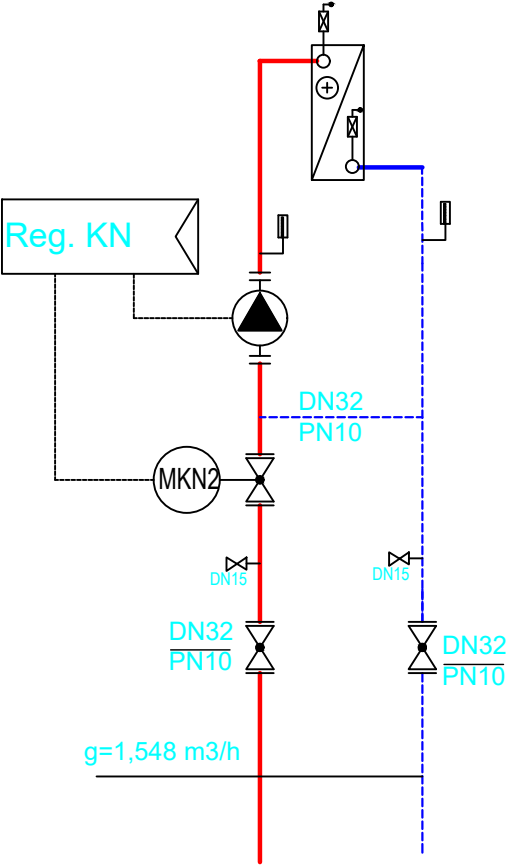 Reg. KN
DN32
PN10
MKN2
DN15
DN15
DN32
PN10
DN32
PN10
g=1,548 m3/h